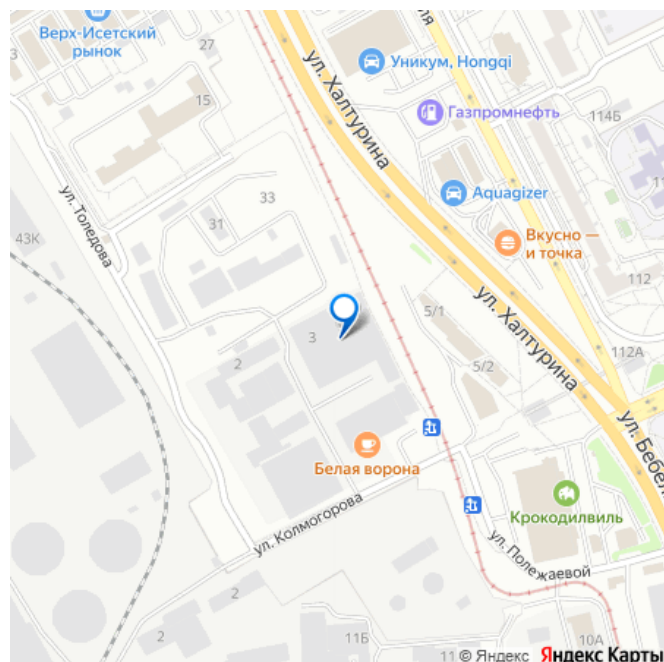 Верх-Исетский
рынок
27
3
15
ул. Халтурина
Уникум, Hongqi
Газпромнефть
114Б
ул. Толедова
33
31
43К
Aquagizer
Вкусно —
и точка
112
ул. Халтурина
5/1
5/2
112А
3
2
2
ул. Бебел
Белая ворона
Крокодилвиль
ул. Колмогорова
ул. Полежаевой
2
2
11Б
11
10А
© Яндекс Яндекс Карты